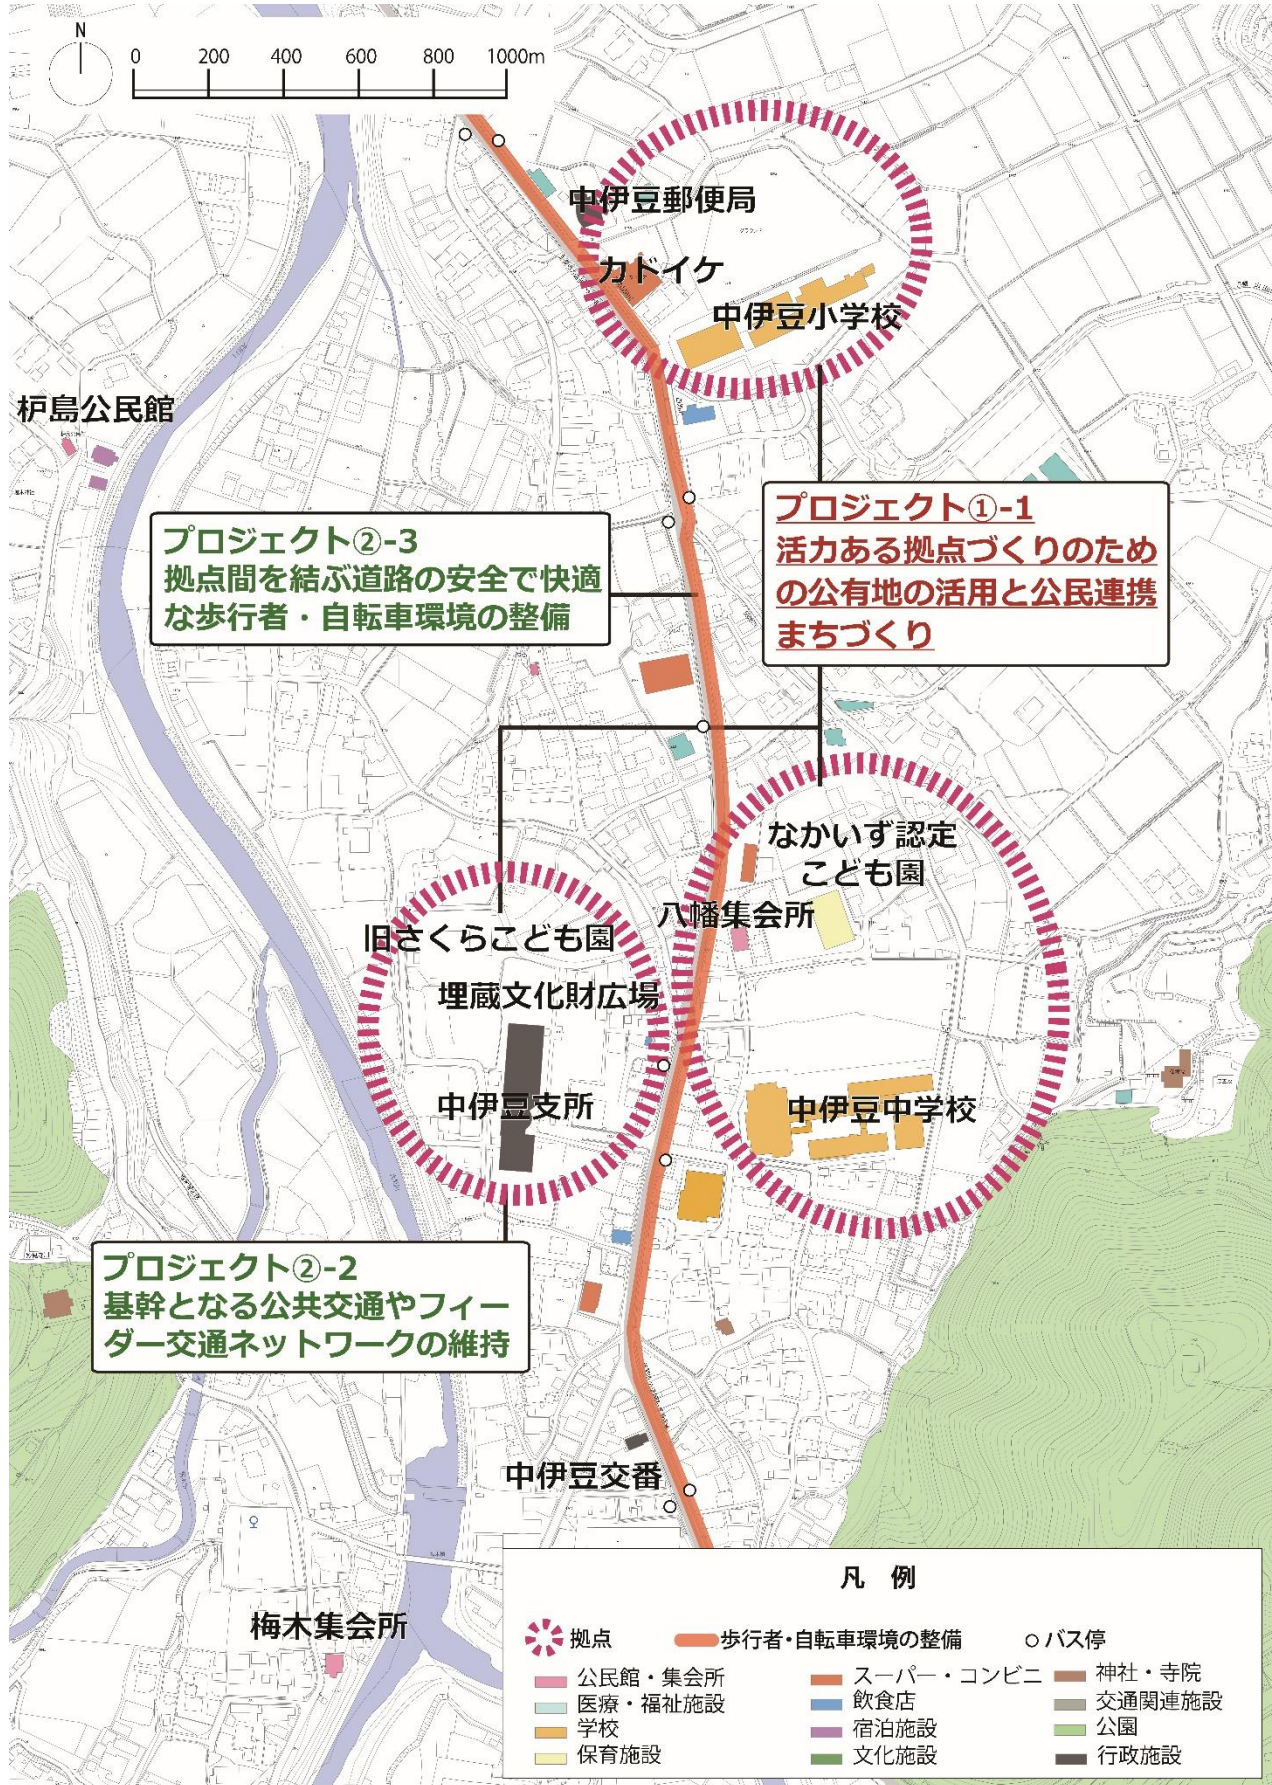 N
0 200 400 600 800 1000m
中伊豆郵便局
カドイケ
グラウンド
中伊豆小学校
枦島公民館
プロジェクト②-3
拠点間を結ぶ道路の安全で快適
な歩行者・自転車環境の整備
プロジェクト①-1
活力ある拠点づくりのため
の公有地の活用と公民連携
まちづくり
なかいず認定
こども園
八幡集会所
旧さくらこども園
埋蔵文化財広場
中伊豆支所
中伊豆中学校
プロジェクト②-2
基幹となる公共交通やフィー
ダー交通ネットワークの維持
中伊豆交番
梅木集会所
凡 例
拠点
歩行者・自転車環境の整備
バス停
公民館・集会所
スーパー・コンビニ
神社・寺院
医療・福祉施設
飲食店
交通関連施設
学校
宿泊施設
公園
保育施設
文化施設
行政施設